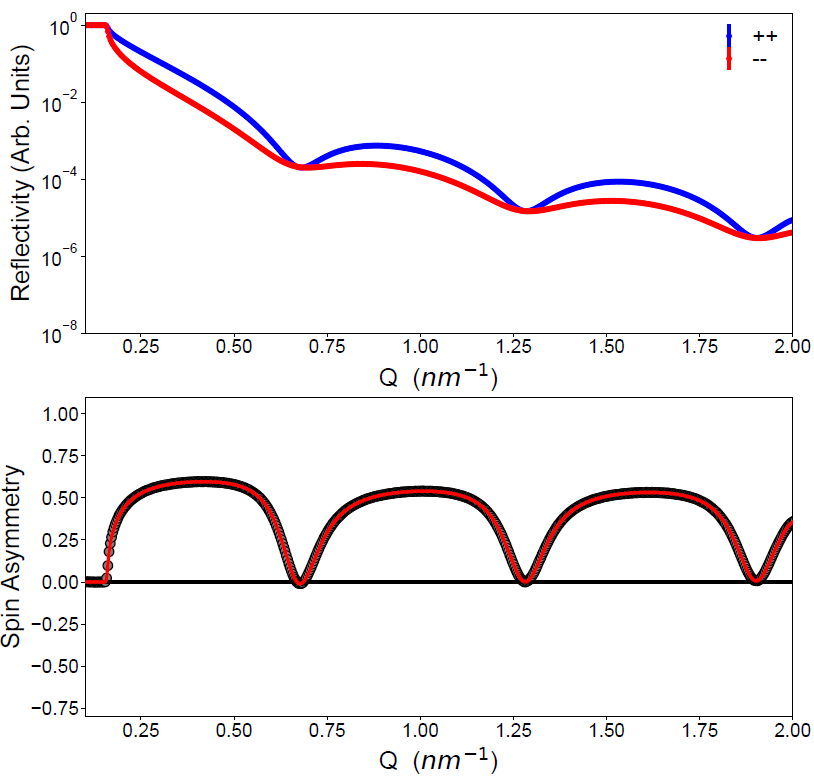 Reflectivity (Arb. Units)
10⁰
10⁻²
10⁻⁴
10⁻⁶
10⁻⁸
++
--
0.25 0.50 0.75 1.00 1.25 1.50 1.75 2.00
Q (nm⁻¹)
Spin Asymmetry
1.00
0.75
0.50
0.25
0.00
−0.25
−0.50
−0.75
0.25 0.50 0.75 1.00 1.25 1.50 1.75 2.00
Q (nm⁻¹)